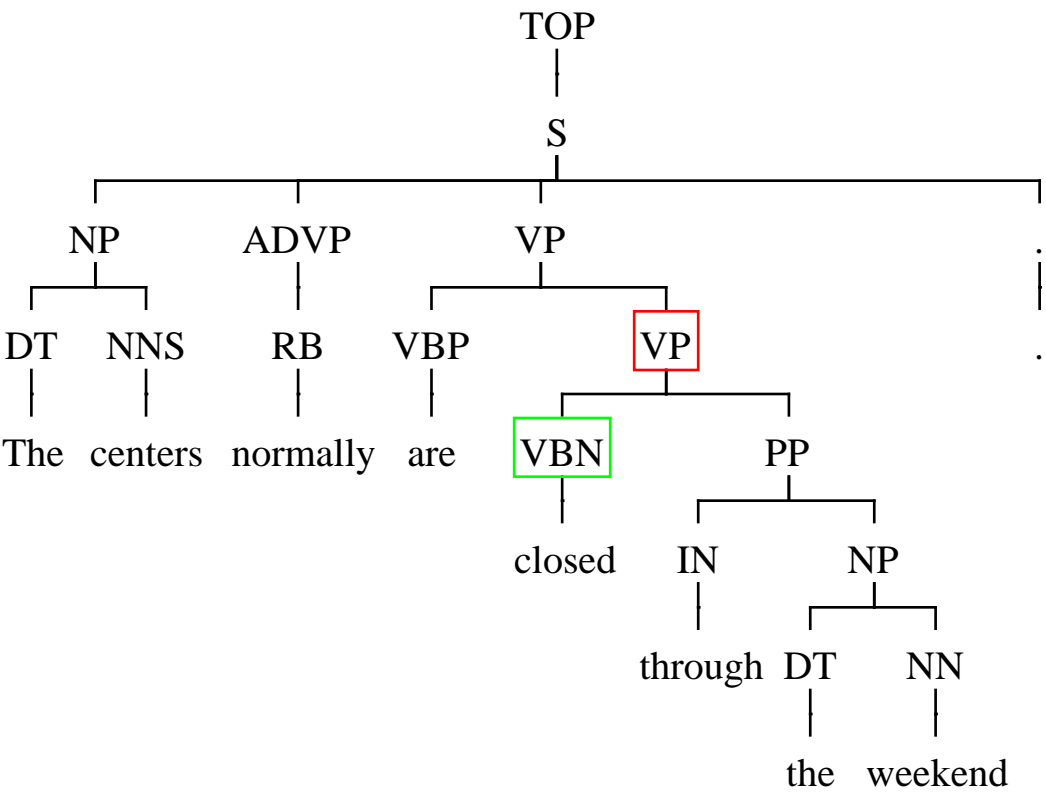 TOP
S
NP ADVP VP .
DT NNS RB VBP VP .
The centers normally are VBN PP
closed IN NP
through DT NN
the weekend